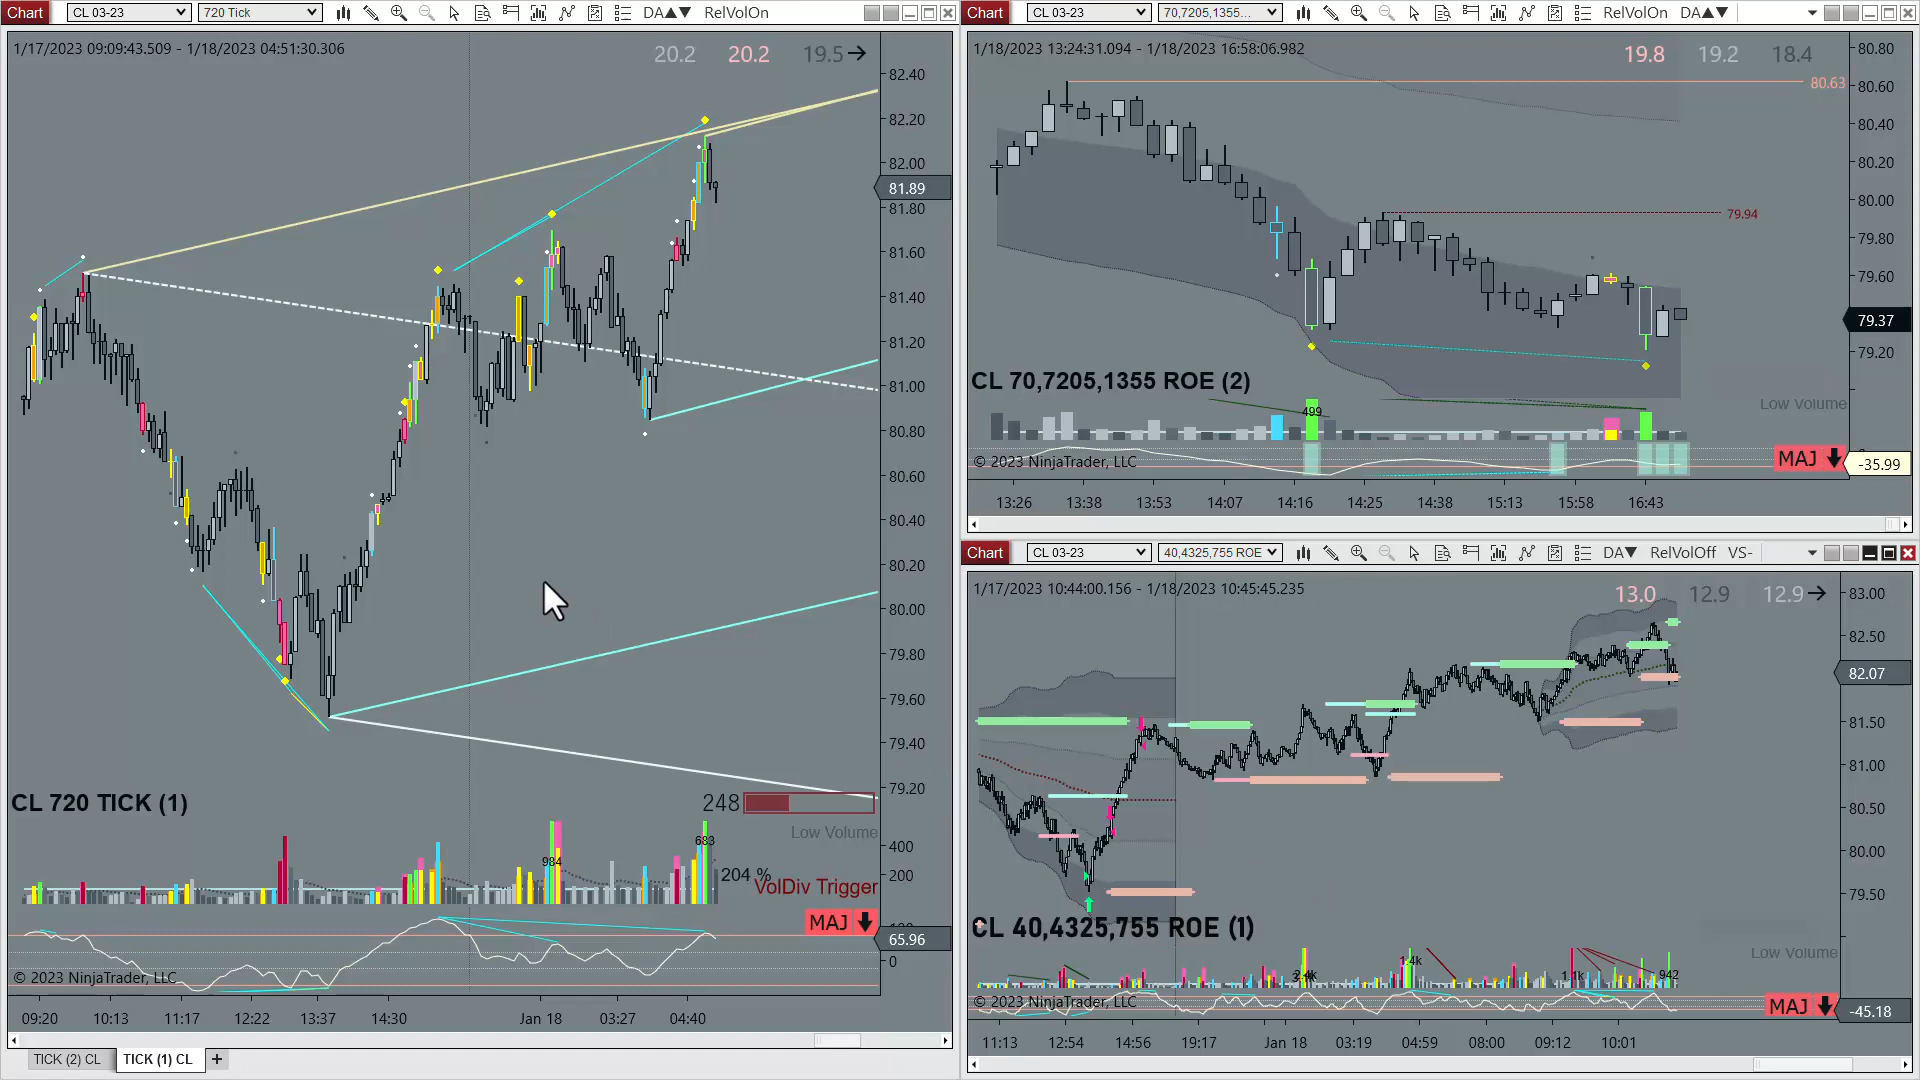 Chart CL 03-23 720 Tick DA▲▼ RelVolOn
1/17/2023 09:09:43.509 - 1/18/2023 04:51:30.306
20.2 20.2 19.5
82.40
82.20
82.00
81.89
81.80
81.60
81.40
81.20
81.00
80.80
80.60
80.40
80.20
80.00
79.80
79.60
79.40
79.20
CL 720 TICK (1)
248
Low Volume
984
683
204 %
VolDiv Trigger
400
200
MAJ
65.96
0
© 2023 NinjaTrader, LLC
09:20 10:13 11:17 12:22 13:37 14:30 Jan 18 03:27 04:40
TICK (2) CL TICK (1) CL +
Chart CL 03-23 70,7205,1355... RelVolOn DA▲▼
1/18/2023 13:24:31.094 - 1/18/2023 16:58:06.982
19.8 19.2 18.4
80.63
79.94
80.80
80.60
80.40
80.20
80.00
79.80
79.60
79.37
79.20
CL 70,7205,1355 ROE (2)
Low Volume
499
© 2023 NinjaTrader, LLC
MAJ
-35.99
13:26 13:38 13:53 14:07 14:16 14:25 14:38 15:13 15:58 16:43
Chart CL 03-23 40,4325,755 ROE DA▼ RelVolOff VS-
1/17/2023 10:44:00.156 - 1/18/2023 10:45:45.235
13.0 12.9 12.9
83.00
82.50
82.07
81.50
81.00
80.50
80.00
79.50
CL 40,4325,755 ROE (1)
Low Volume
1.4k
1.1k
942
© 2023 NinjaTrader, LLC
MAJ
-45.18
11:13 12:54 14:56 19:17 Jan 18 03:19 04:59 08:00 09:12 10:01